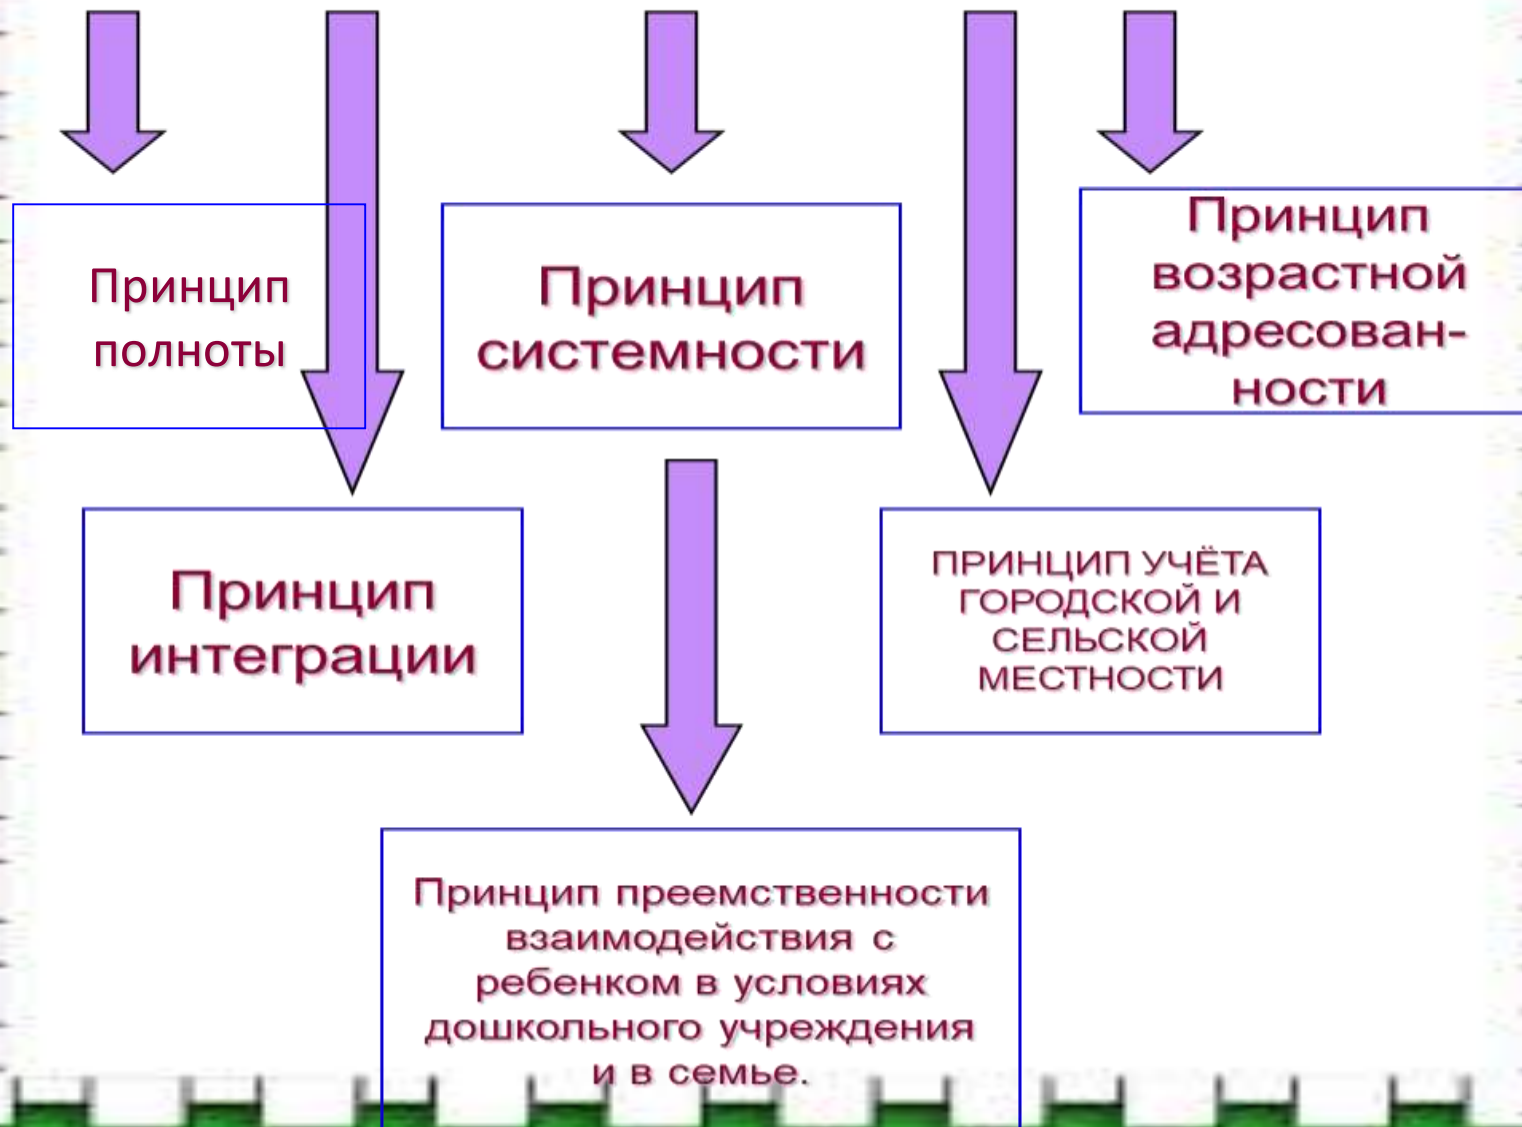 Принцип
полноты
Принцип
системности
Принцип
возрастной
адресован-
ности
Принцип
интеграции
ПРИНЦИП УЧЁТА
ГОРОДСКОЙ И
СЕЛЬСКОЙ
МЕСТНОСТИ
Принцип преемственности
взаимодействия с
ребенком в условиях
дошкольного учреждения
и в семье.